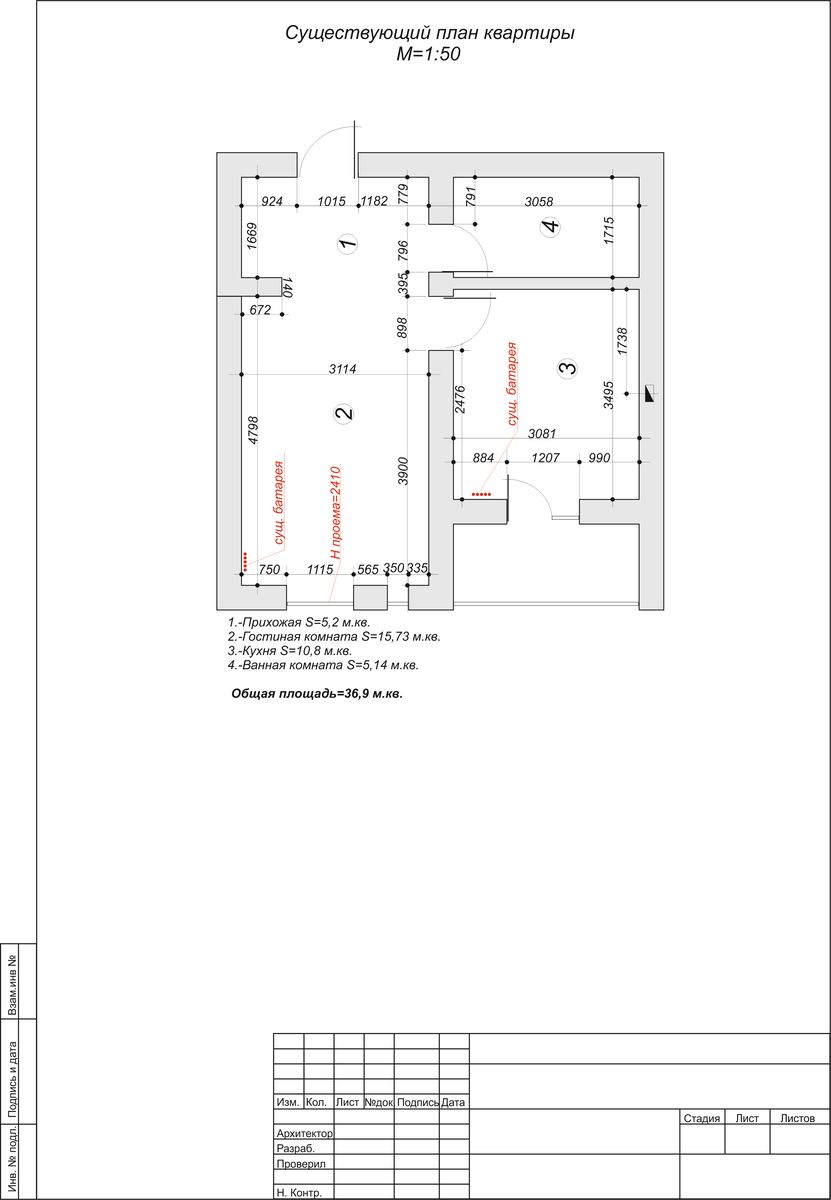 Существующий план квартиры
М=1:50
924
1015
1182
779
791
3058
1669
1
796
4
1715
140
395
672
898
1738
3114
сущ. батарея
3
2476
3495
2
4798
3081
3900
884
1207
990
сущ. батарея
Н проема=2410
750
1115
565
350
335
1.-Прихожая S=5,2 м.кв.
2.-Гостиная комната S=15,73 м.кв.
3.-Кухня S=10,8 м.кв.
4.-Ванная комната S=5,14 м.кв.
Общая площадь=36,9 м.кв.
Взам.инв №
Подпись и дата
Инв. № подл.
Изм. Кол. Лист №док Подпись Дата
Стадия Лист Листов
Архитектор
Разраб.
Проверил
Н. Контр.